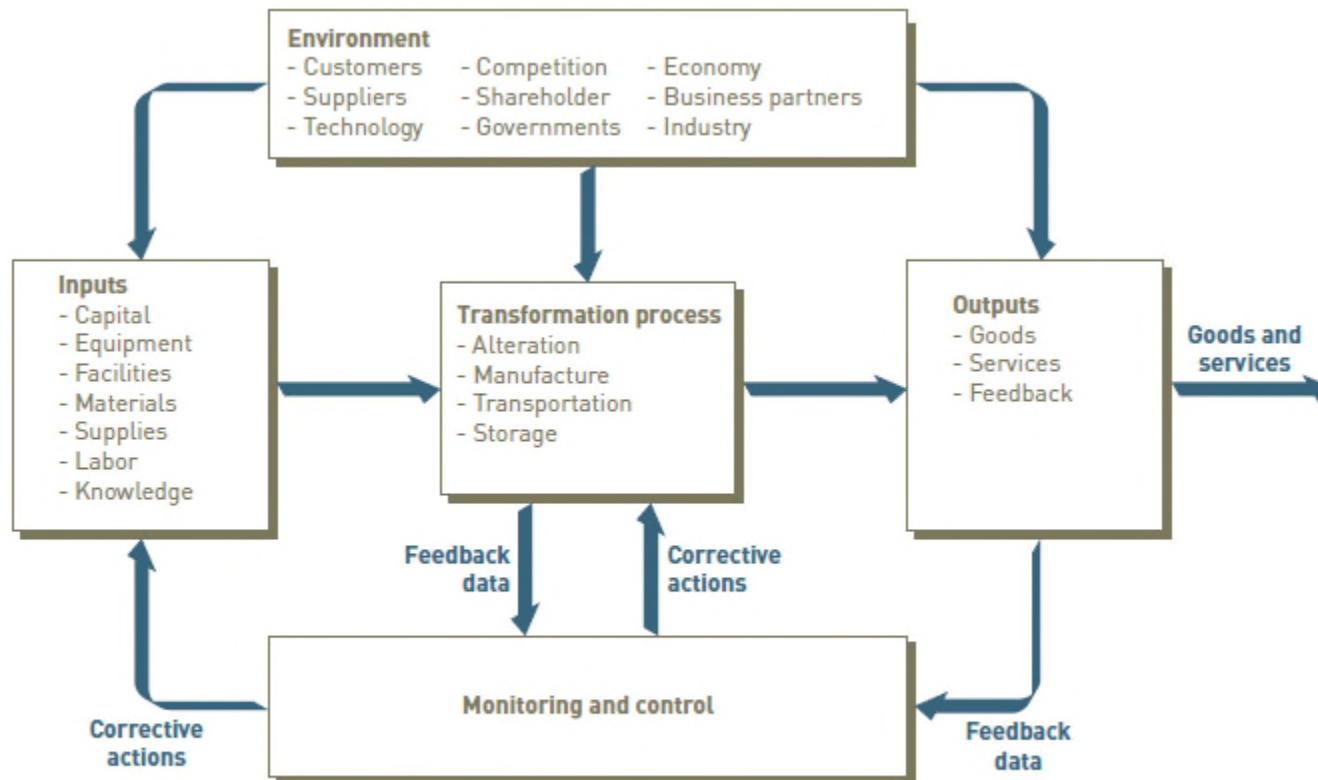 Environment
- Customers - Competition - Economy
- Suppliers - Shareholder - Business partners
- Technology - Governments - Industry
Inputs
- Capital
- Equipment
- Facilities
- Materials
- Supplies
- Labor
- Knowledge
Transformation process
- Alteration
- Manufacture
- Transportation
- Storage
Outputs
- Goods
- Services
- Feedback
Goods and
services
Feedback
data
Corrective
actions
Monitoring and control
Corrective
actions
Feedback
data